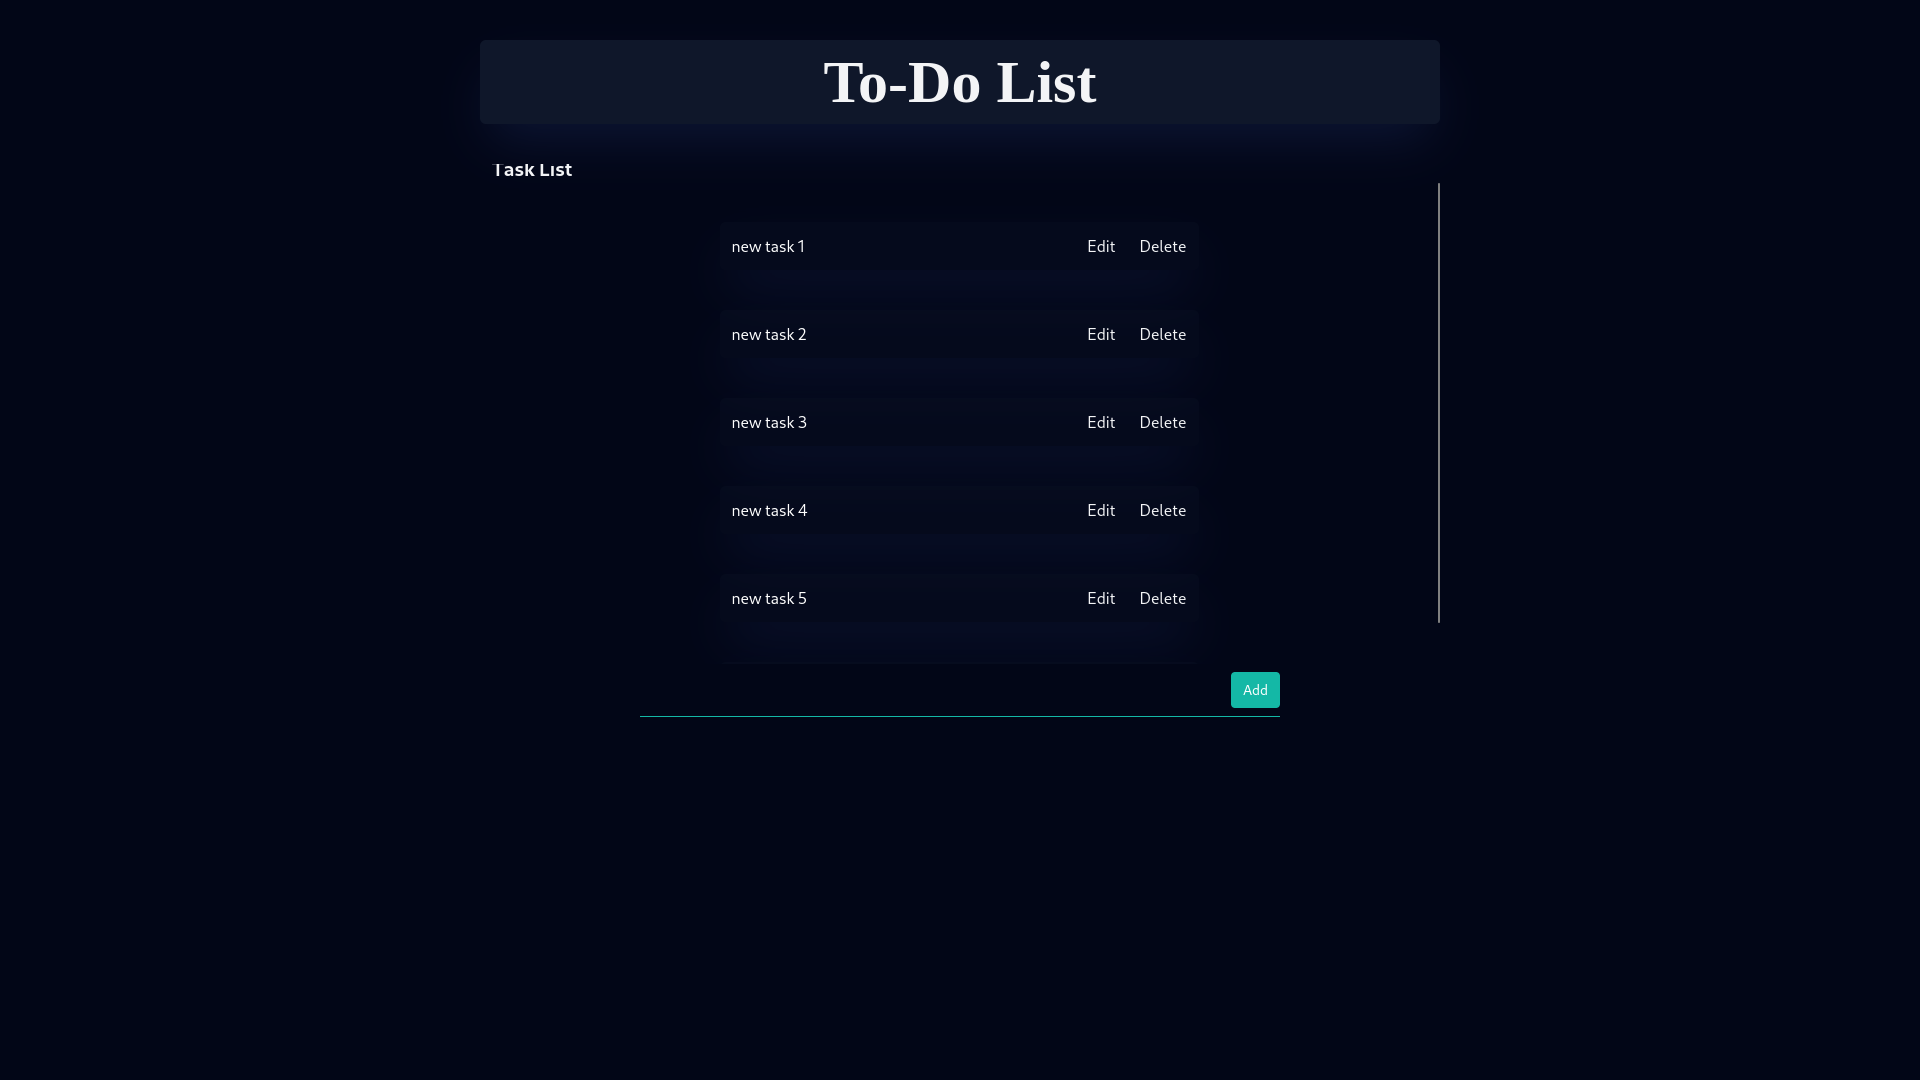 To-Do List
Task List
new task 1 Edit Delete
new task 2 Edit Delete
new task 3 Edit Delete
new task 4 Edit Delete
new task 5 Edit Delete
Add